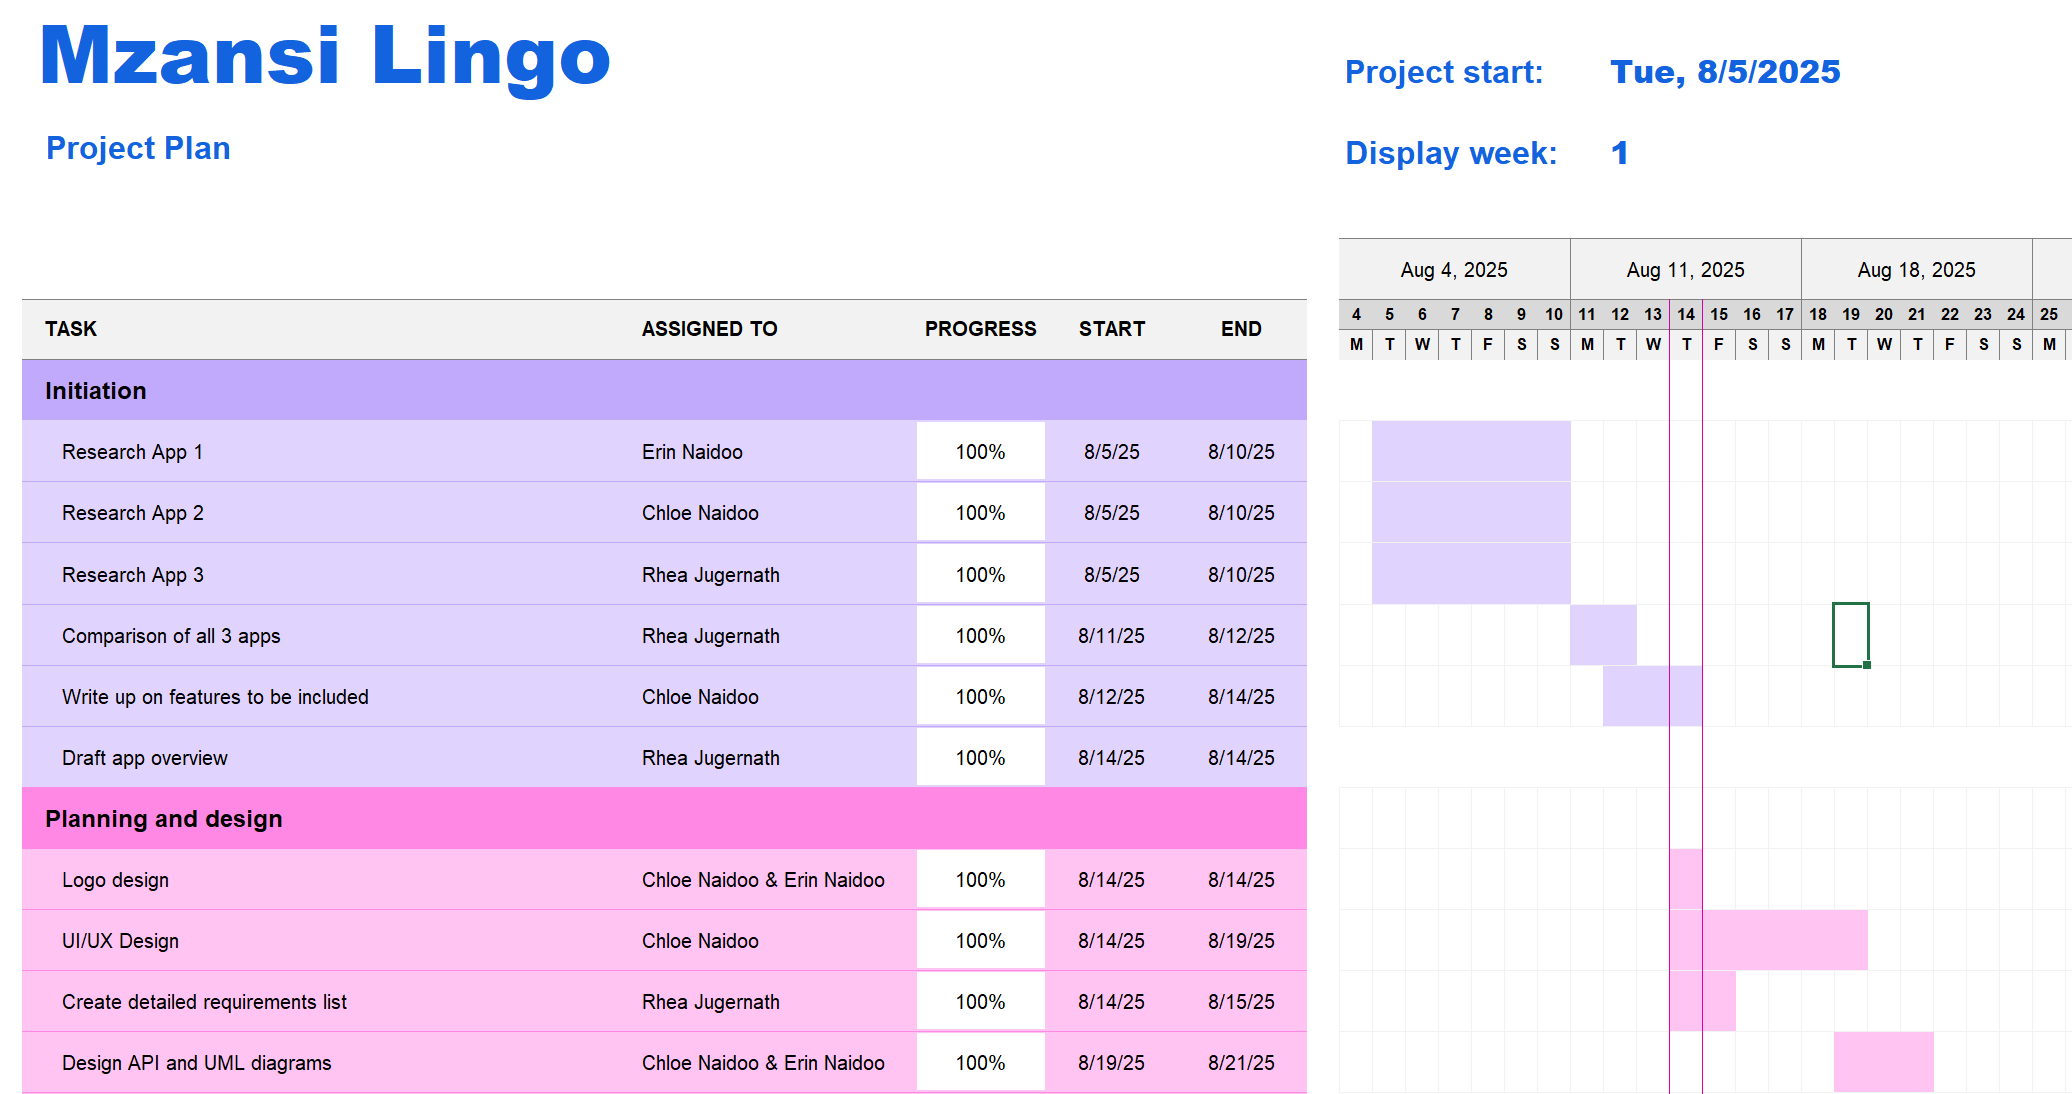 Mzansi Lingo
Project start: Tue, 8/5/2025
Project Plan
Display week: 1
Aug 4, 2025 Aug 11, 2025 Aug 18, 2025
4 5 6 7 8 9 10 11 12 13 14 15 16 17 18 19 20 21 22 23 24 25
TASK ASSIGNED TO PROGRESS START END
M T W T F S S M T W T F S S M T W T F S S M
Initiation
Research App 1 Erin Naidoo 100% 8/5/25 8/10/25
Research App 2 Chloe Naidoo 100% 8/5/25 8/10/25
Research App 3 Rhea Jugernath 100% 8/5/25 8/10/25
Comparison of all 3 apps Rhea Jugernath 100% 8/11/25 8/12/25
Write up on features to be included Chloe Naidoo 100% 8/12/25 8/14/25
Draft app overview Rhea Jugernath 100% 8/14/25 8/14/25
Planning and design
Logo design Chloe Naidoo & Erin Naidoo 100% 8/14/25 8/14/25
UI/UX Design Chloe Naidoo 100% 8/14/25 8/19/25
Create detailed requirements list Rhea Jugernath 100% 8/14/25 8/15/25
Design API and UML diagrams Chloe Naidoo & Erin Naidoo 100% 8/19/25 8/21/25